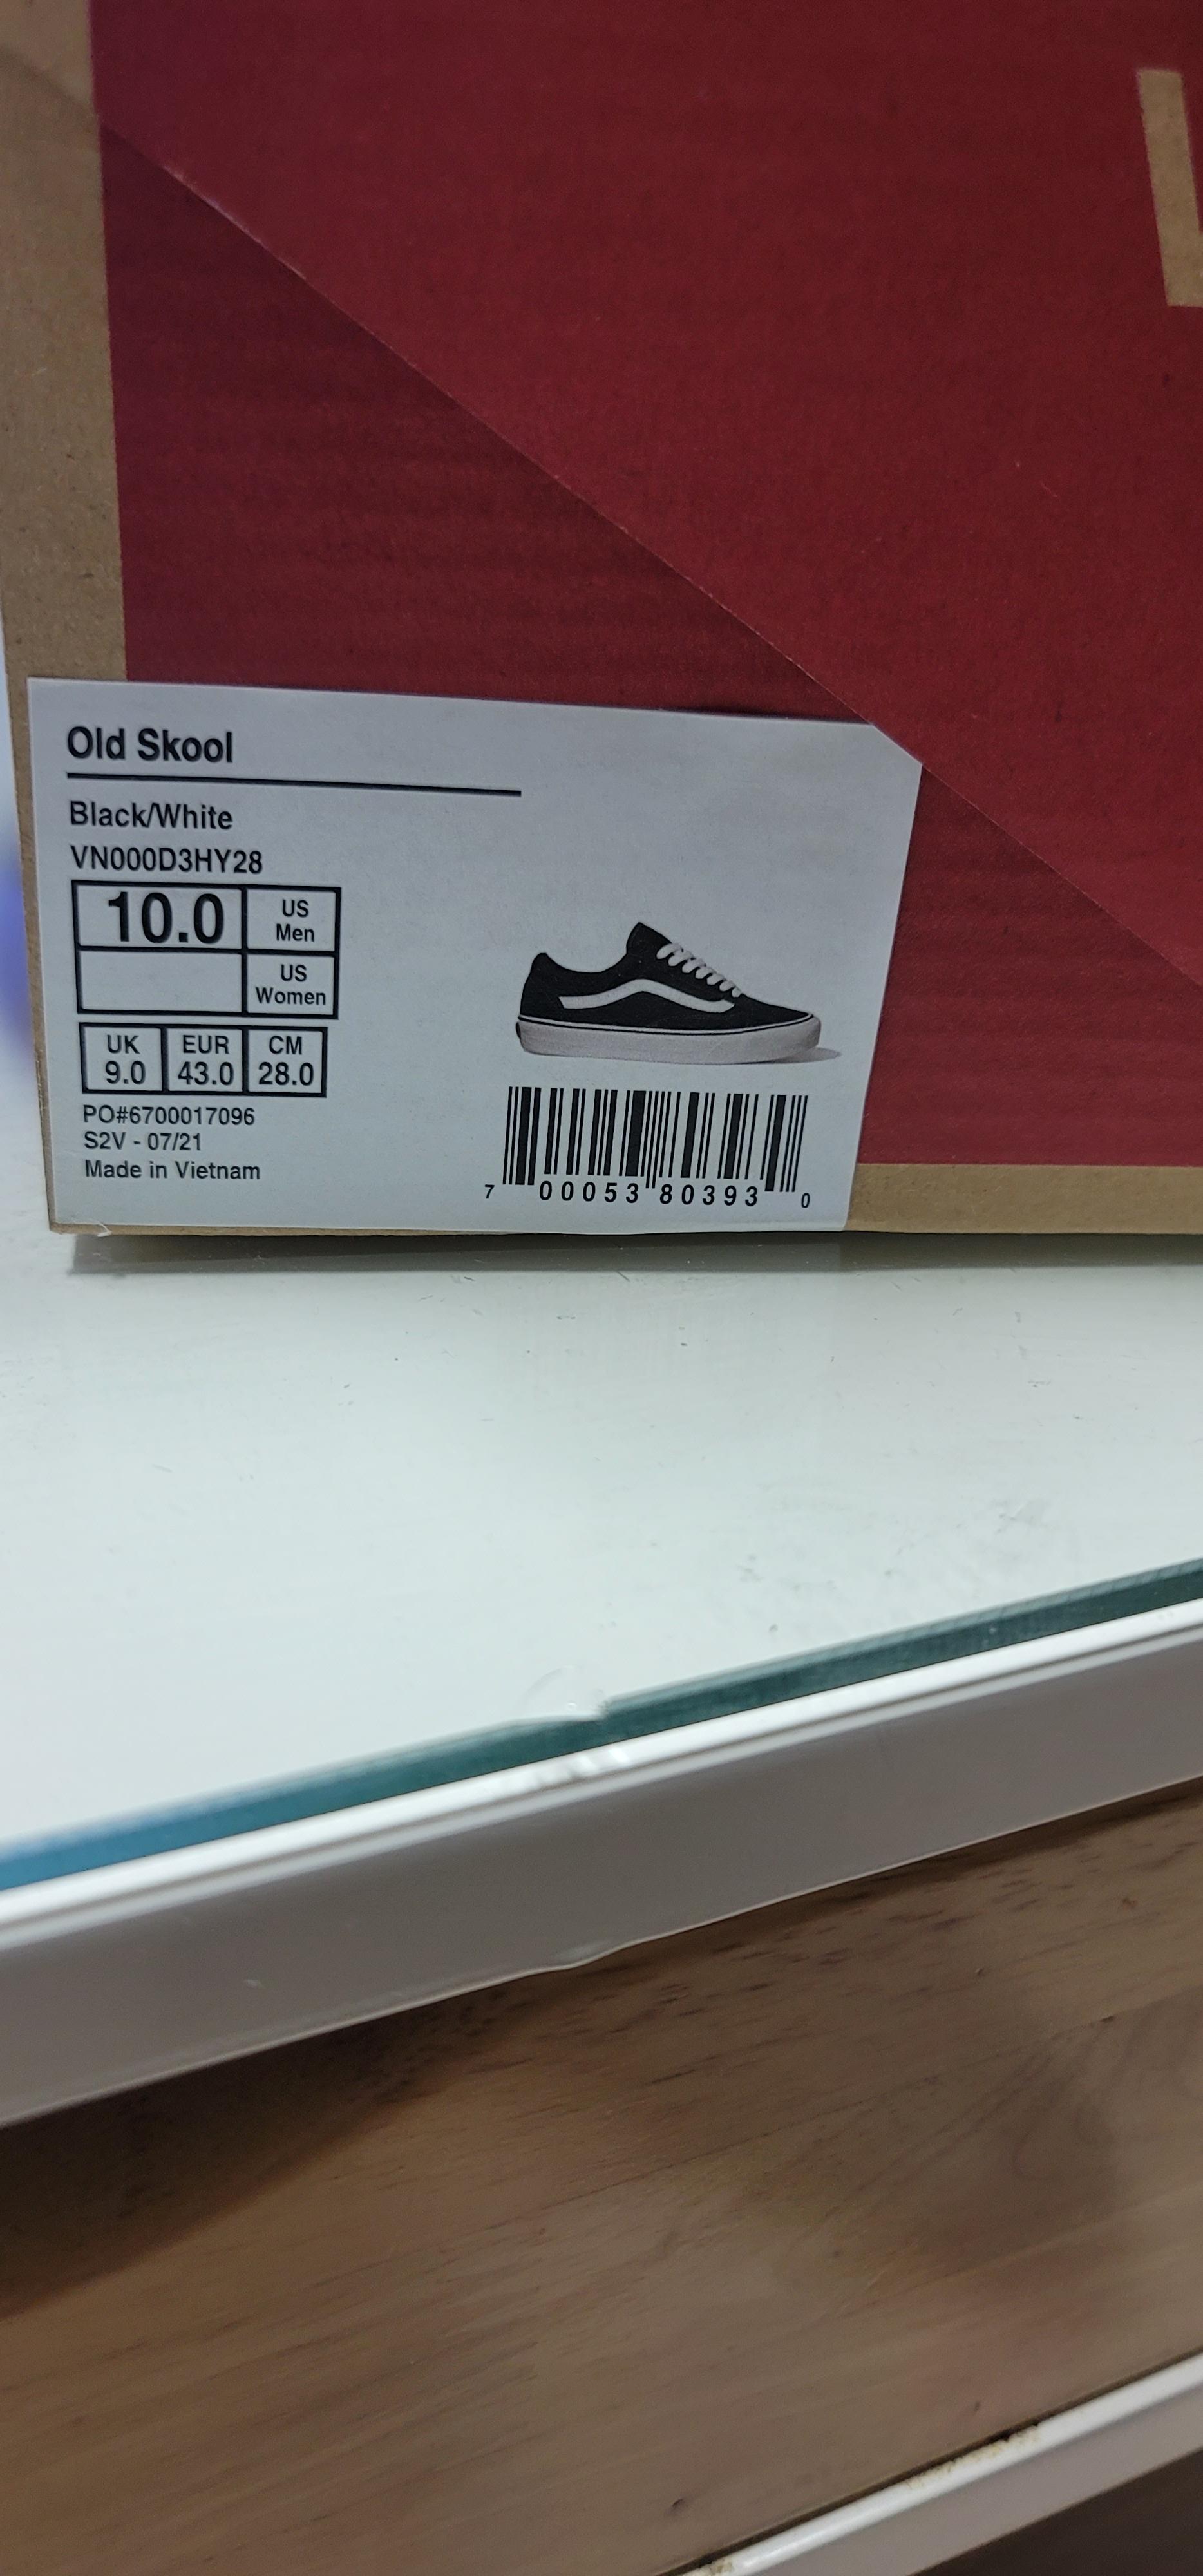 Old Skool
Black/White
VN000D3HY28
10.0 US Men
US Women
UK EUR CM
9.0 43.0 28.0
PO#6700017096
S2V - 07/21
Made in Vietnam
7 00053 80393 0